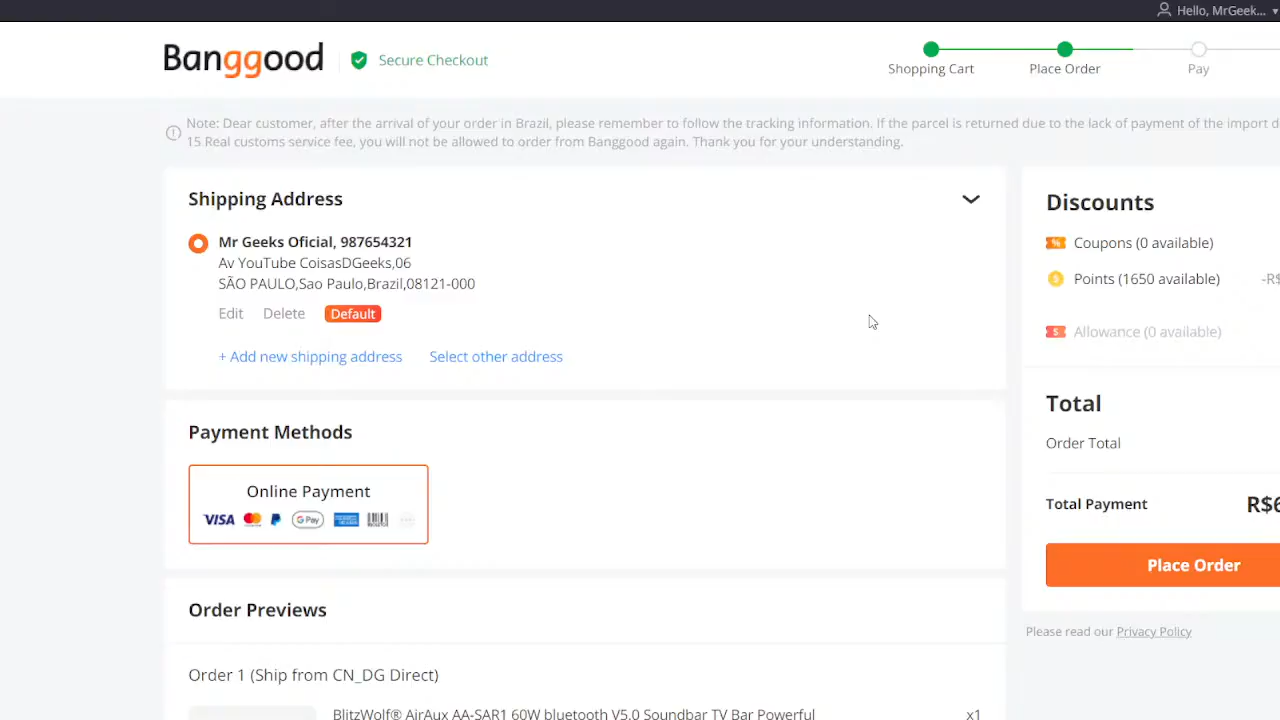 Hello, MrGeek...
Banggood
Secure Checkout
Shopping Cart
Place Order
Pay
Note: Dear customer, after the arrival of your order in Brazil, please remember to follow the tracking information. If the parcel is returned due to the lack of payment of the import d
15 Real customs service fee, you will not be allowed to order from Banggood again. Thank you for your understanding.
Shipping Address
Mr Geeks Oficial, 987654321
Av YouTube CoisasDGeeks,06
SÃO PAULO,Sao Paulo,Brazil,08121-000
Edit Delete Default
+ Add new shipping address Select other address
Payment Methods
Online Payment
VISA G Pay
Order Previews
Order 1 (Ship from CN_DG Direct)
BlitzWolf® AirAux AA-SAR1 60W bluetooth V5.0 Soundbar TV Bar Powerful x1
Discounts
Coupons (0 available)
Points (1650 available) -R$
Allowance (0 available)
Total
Order Total
Total Payment R$6
Place Order
Please read our Privacy Policy